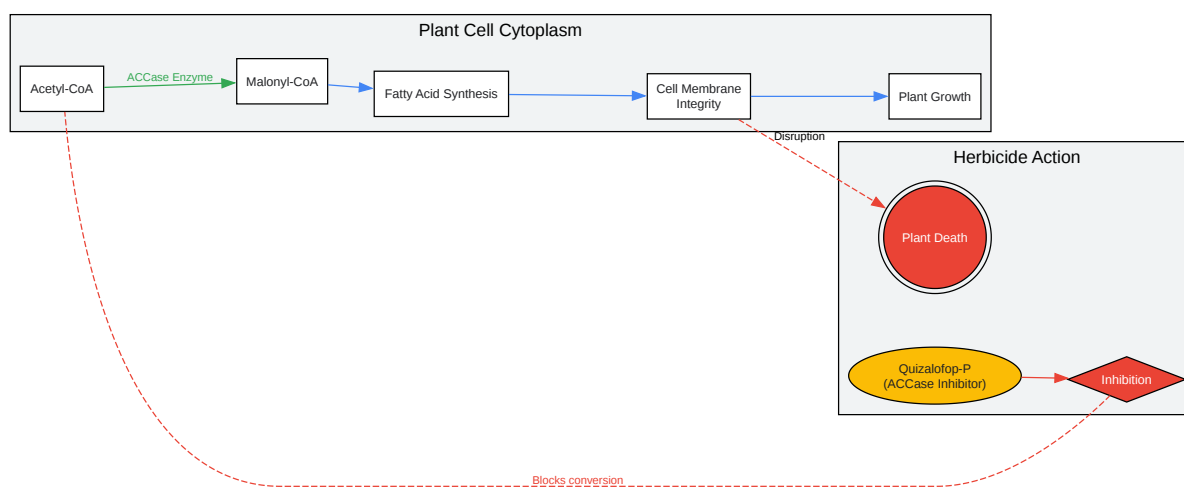 Plant Cell Cytoplasm
Acetyl-CoA
ACCase Enzyme
Malonyl-CoA
Fatty Acid Synthesis
Cell Membrane
Integrity
Plant Growth
Disruption
Herbicide Action
Plant Death
Quizalofop-P
(ACCase Inhibitor)
Inhibition
Blocks conversion